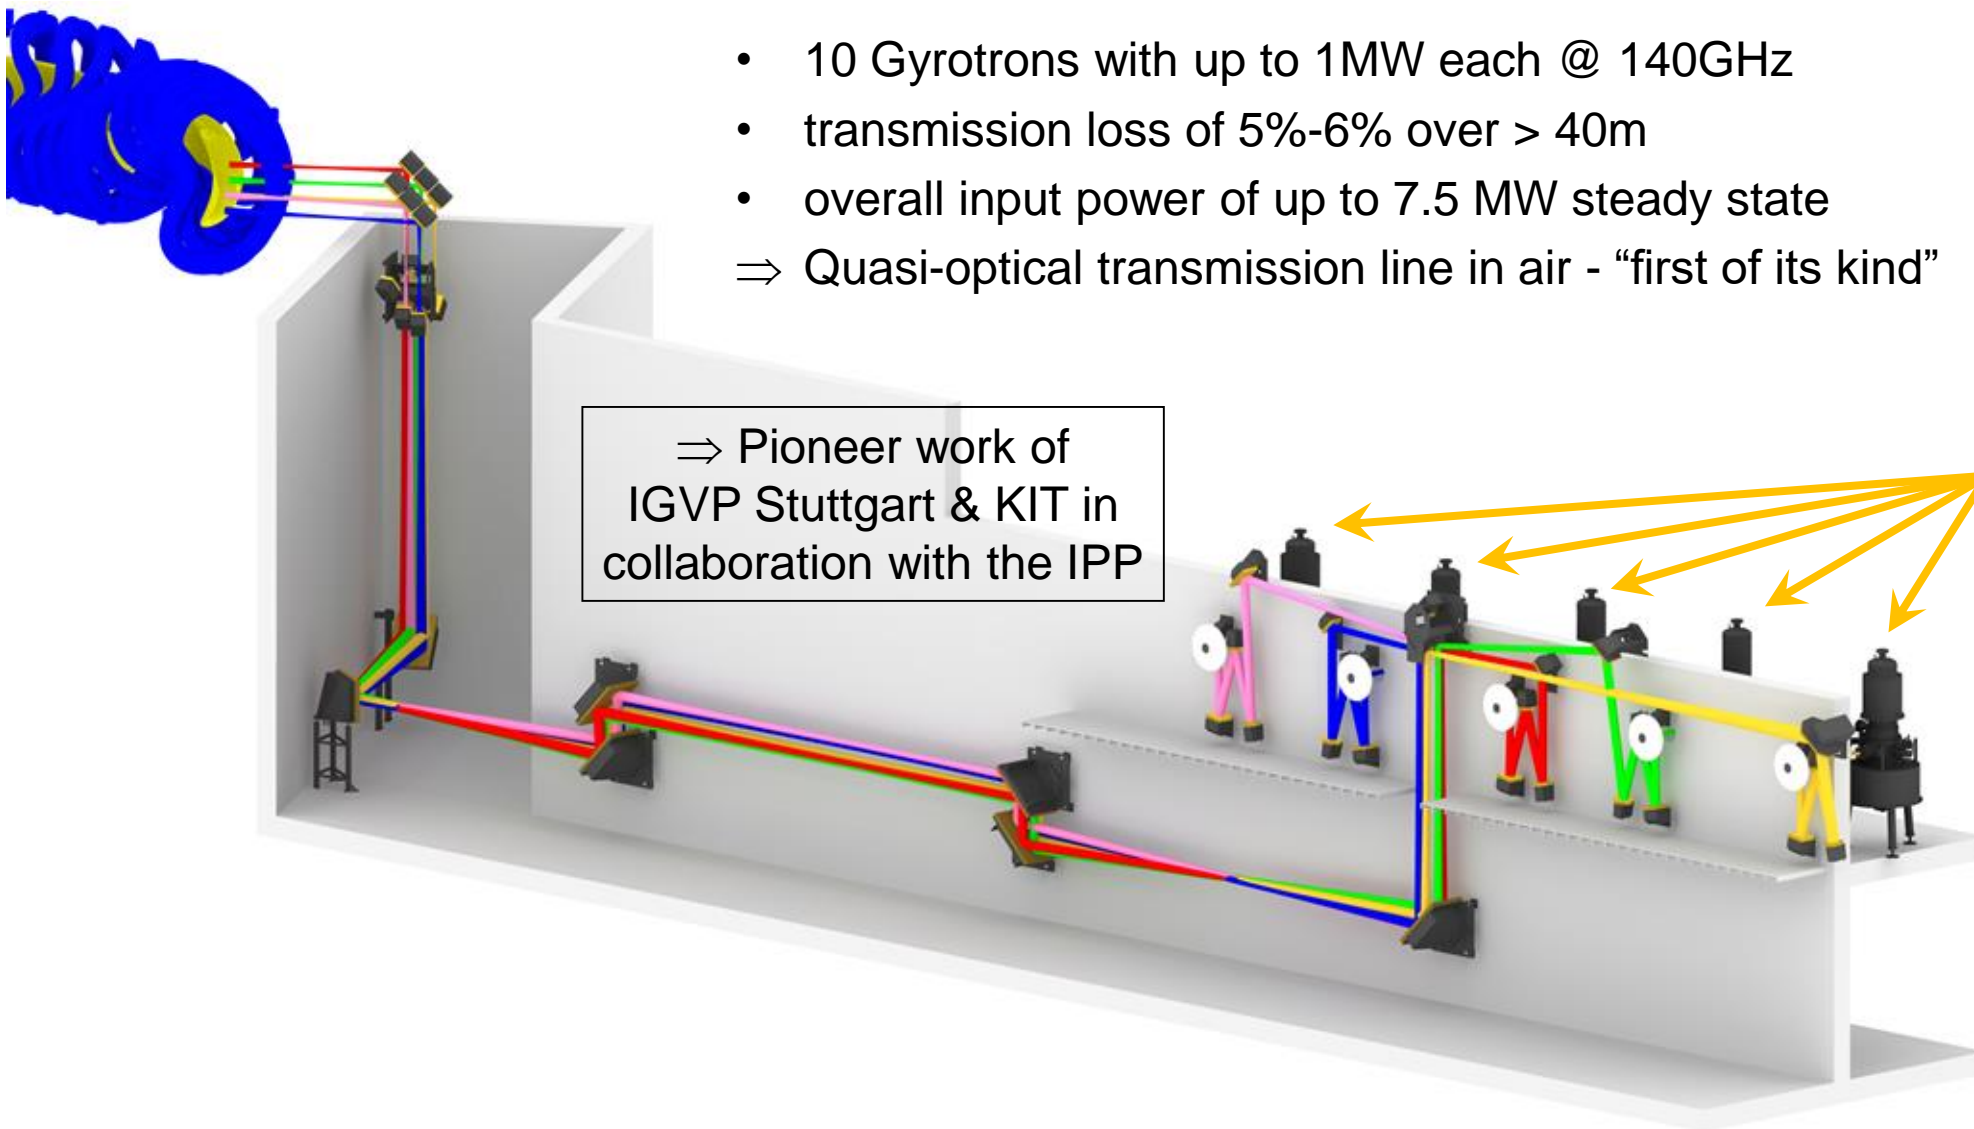 • 10 Gyrotrons with up to 1MW each @ 140GHz
• transmission loss of 5%-6% over > 40m
• overall input power of up to 7.5 MW steady state
⇒ Quasi-optical transmission line in air - “first of its kind”
⇒ Pioneer work of
IGVP Stuttgart & KIT in
collaboration with the IPP